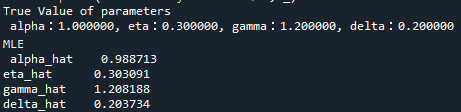 True Value of parameters
alpha：1.000000, eta：0.300000, gamma：1.200000, delta：0.200000
MLE
alpha_hat 0.988713
eta_hat 0.303091
gamma_hat 1.208188
delta_hat 0.203734